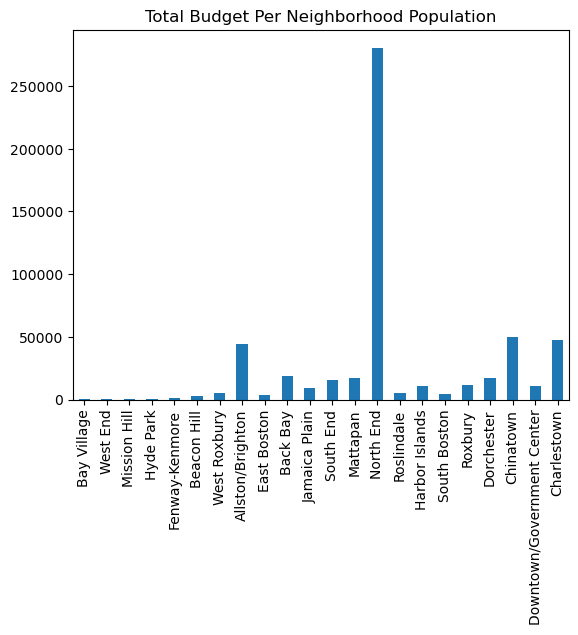 Total Budget Per Neighborhood Population
250000
200000
150000
100000
50000
0
Bay Village
West End
Mission Hill
Hyde Park
Fenway-Kenmore
Beacon Hill
West Roxbury
Allston/Brighton
East Boston
Back Bay
Jamaica Plain
South End
Mattapan
North End
Roslindale
Harbor Islands
South Boston
Roxbury
Dorchester
Chinatown
Downtown/Government Center
Charlestown